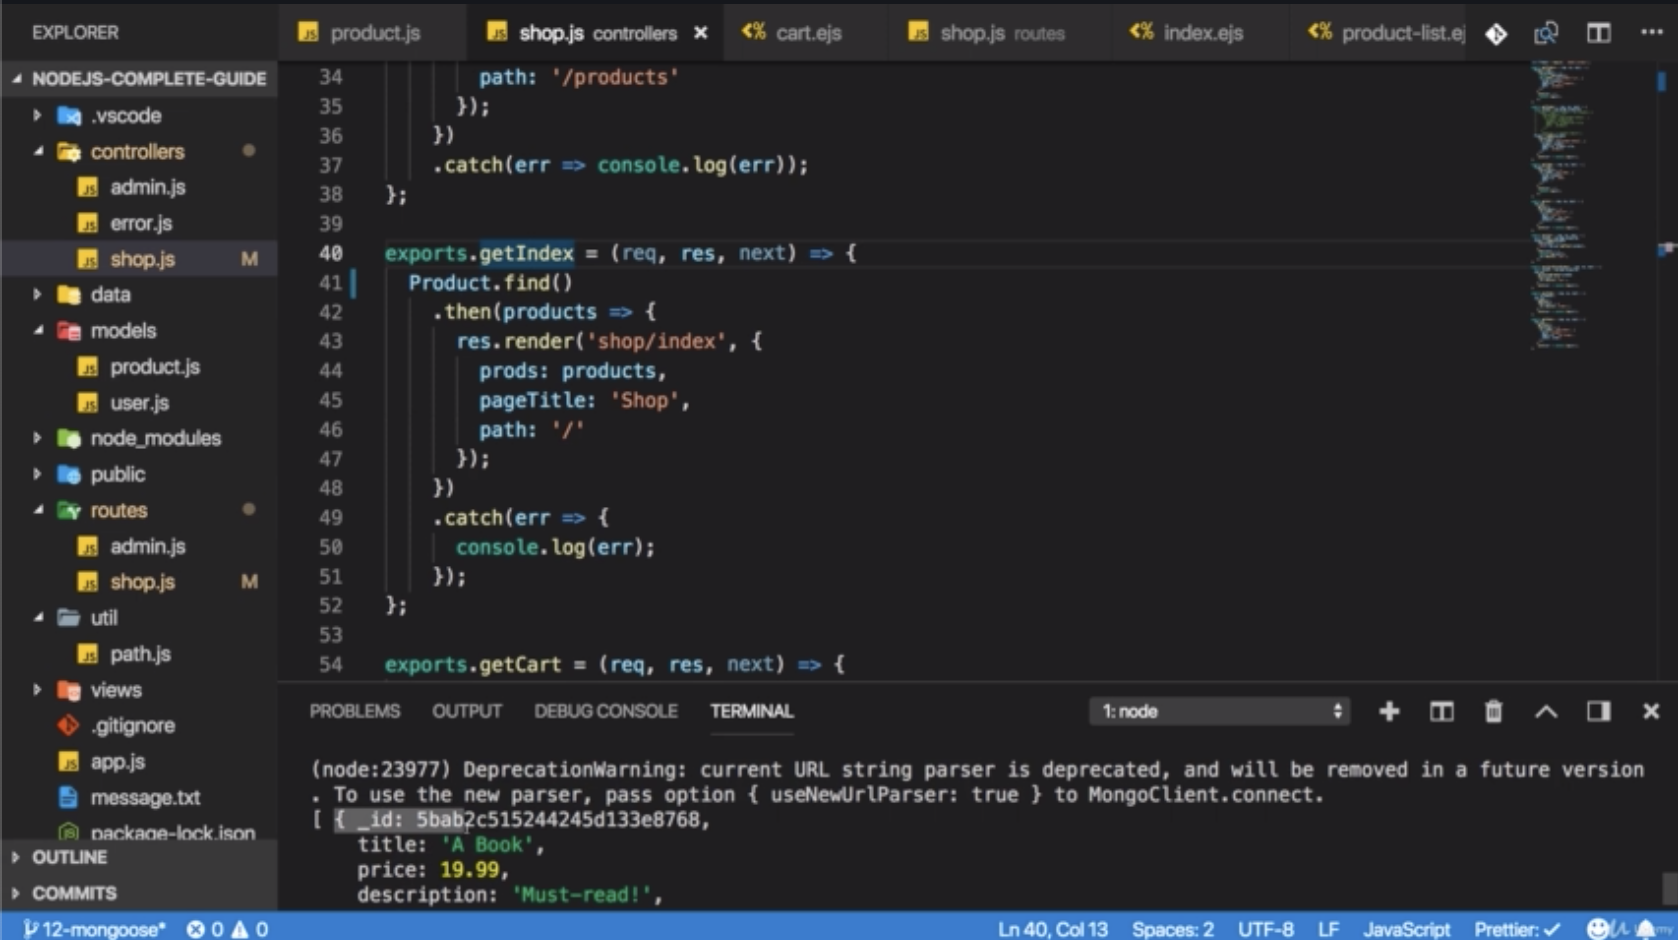 EXPLORER
NODEJS-COMPLETE-GUIDE
.vscode
controllers
admin.js
error.js
shop.js M
data
models
product.js
user.js
node_modules
public
routes
admin.js
shop.js M
util
path.js
views
.gitignore
app.js
message.txt
package-lock.json
OUTLINE
COMMITS
product.js
shop.js controllers
cart.ejs
shop.js routes
index.ejs
product-list.ej
34 path: '/products'
35 });
36 })
37 .catch(err => console.log(err));
38 };
39
40 exports.getIndex = (req, res, next) => {
41 Product.find()
42 .then(products => {
43 res.render('shop/index', {
44 prods: products,
45 pageTitle: 'Shop',
46 path: '/'
47 });
48 })
49 .catch(err => {
50 console.log(err);
51 });
52 };
53
54 exports.getCart = (req, res, next) => {
PROBLEMS OUTPUT DEBUG CONSOLE TERMINAL 1: node
(node:23977) DeprecationWarning: current URL string parser is deprecated, and will be removed in a future version
. To use the new parser, pass option { useNewUrlParser: true } to MongoClient.connect.
[ { _id: 5bab2c515244245d133e8768,
title: 'A Book',
price: 19.99,
description: 'Must-read!',
12-mongoose* 0 0 Ln 40, Col 13 Spaces: 2 UTF-8 LF JavaScript Prettier: ✓